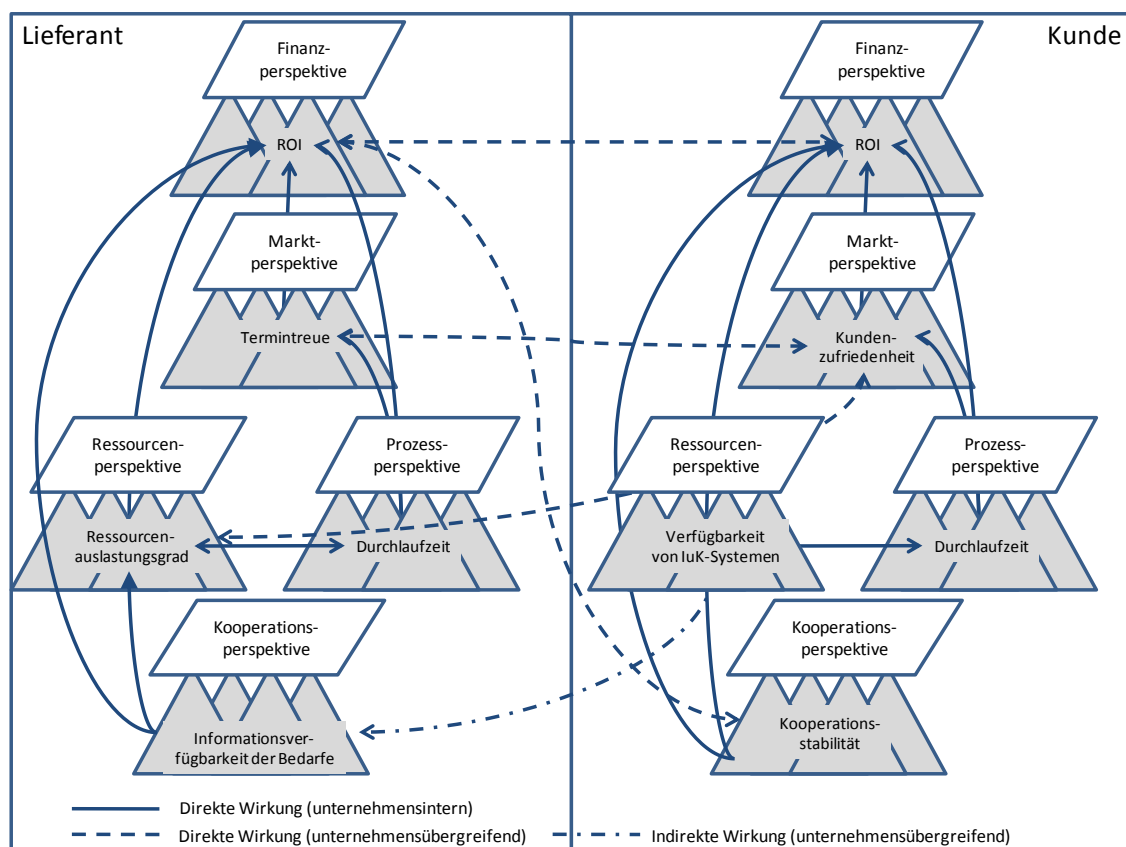 Lieferant
Finanz-
perspektive
ROI
Markt-
perspektive
Termintreue
Ressourcen-
perspektive
Ressourcen-
auslastungsgrad
Prozess-
perspektive
Durchlaufzeit
Kooperations-
perspektive
Informationsver-
fügbarkeit der Bedarfe
Kunde
Finanz-
perspektive
ROI
Markt-
perspektive
Kunden-
zufriedenheit
Ressourcen-
perspektive
Verfügbarkeit
von IuK-Systemen
Prozess-
perspektive
Durchlaufzeit
Kooperations-
perspektive
Kooperations-
stabilität
Direkte Wirkung (unternehmensintern)
Direkte Wirkung (unternehmensübergreifend)
Indirekte Wirkung (unternehmensübergreifend)